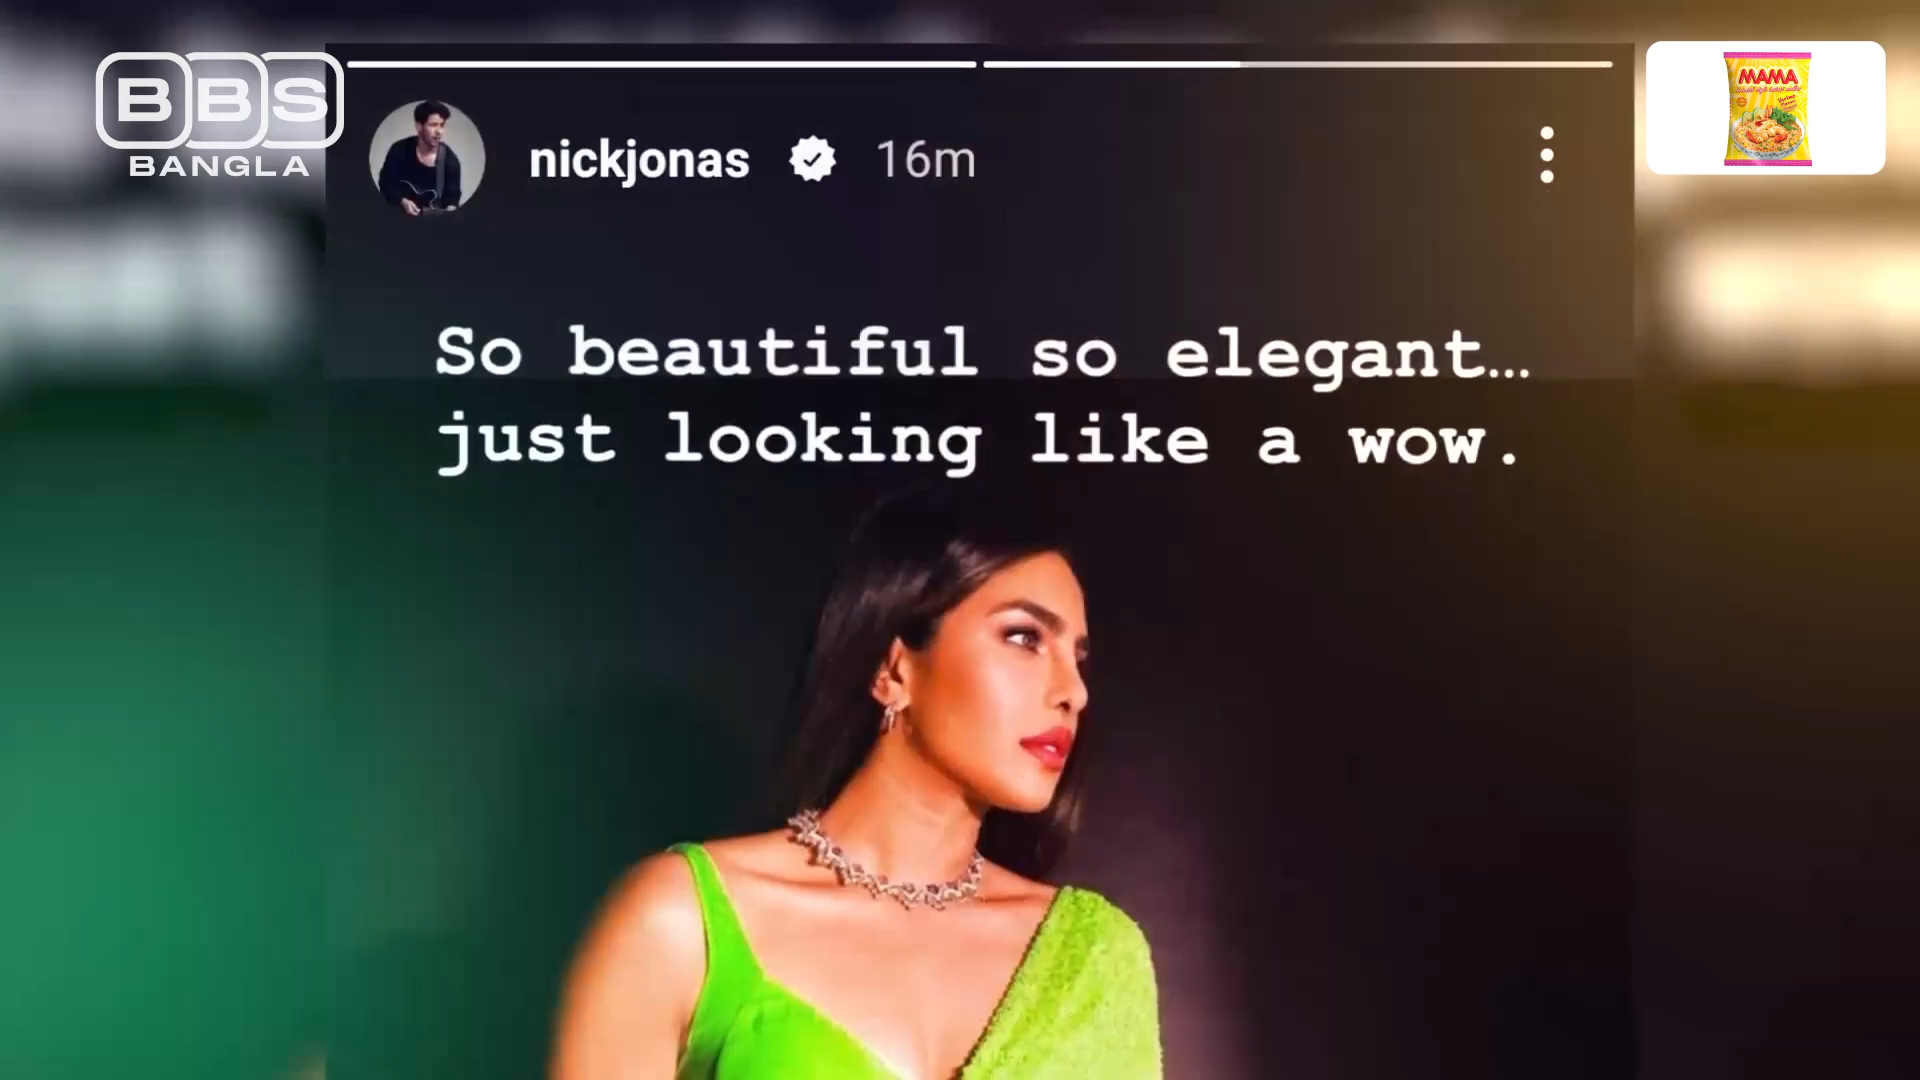 BBS
BANGLA
nickjonas 16m
So beautiful so elegant...
just looking like a wow.
MAMA